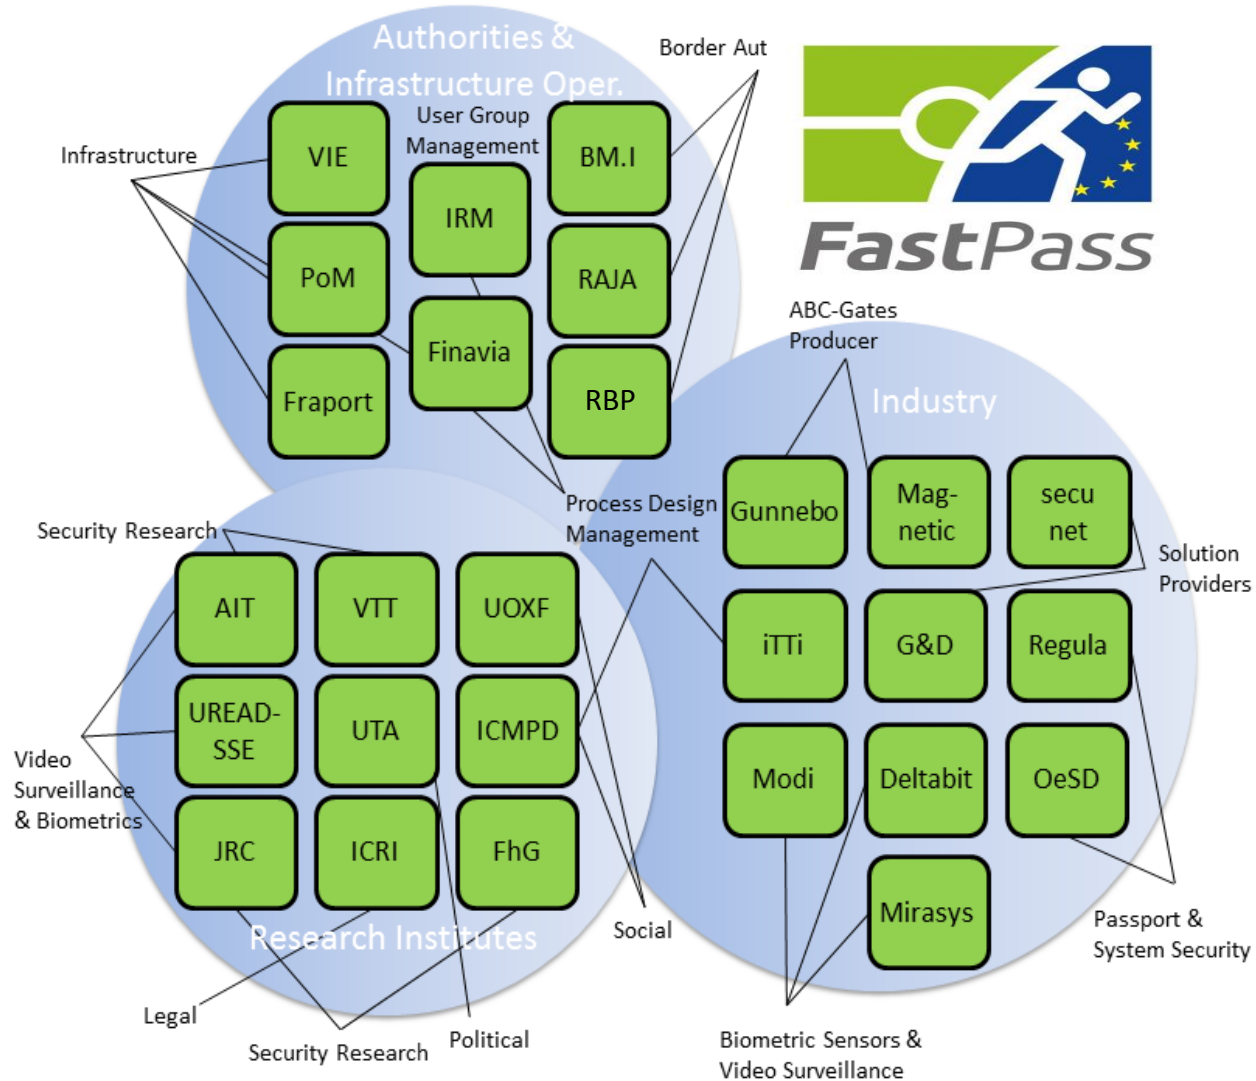 Authorities &
Infrastructure Oper.
Border Aut
User Group
Management
Infrastructure
VIE
BM.I
IRM
PoM
RAJA
Finavia
Fraport
RBP
FastPass
ABC-Gates
Producer
Industry
Gunnebo
Mag-
netic
secu
net
Process Design
Management
Solution
Providers
iTTi
G&D
Regula
Modi
Deltabit
OeSD
Mirasys
Passport &
System Security
Biometric Sensors &
Video Surveillance
Security Research
AIT
VTT
UOXF
UREAD-
SSE
UTA
ICMPD
Video
Surveillance
& Biometrics
JRC
ICRI
FhG
Research Institutes
Social
Legal
Security Research
Political